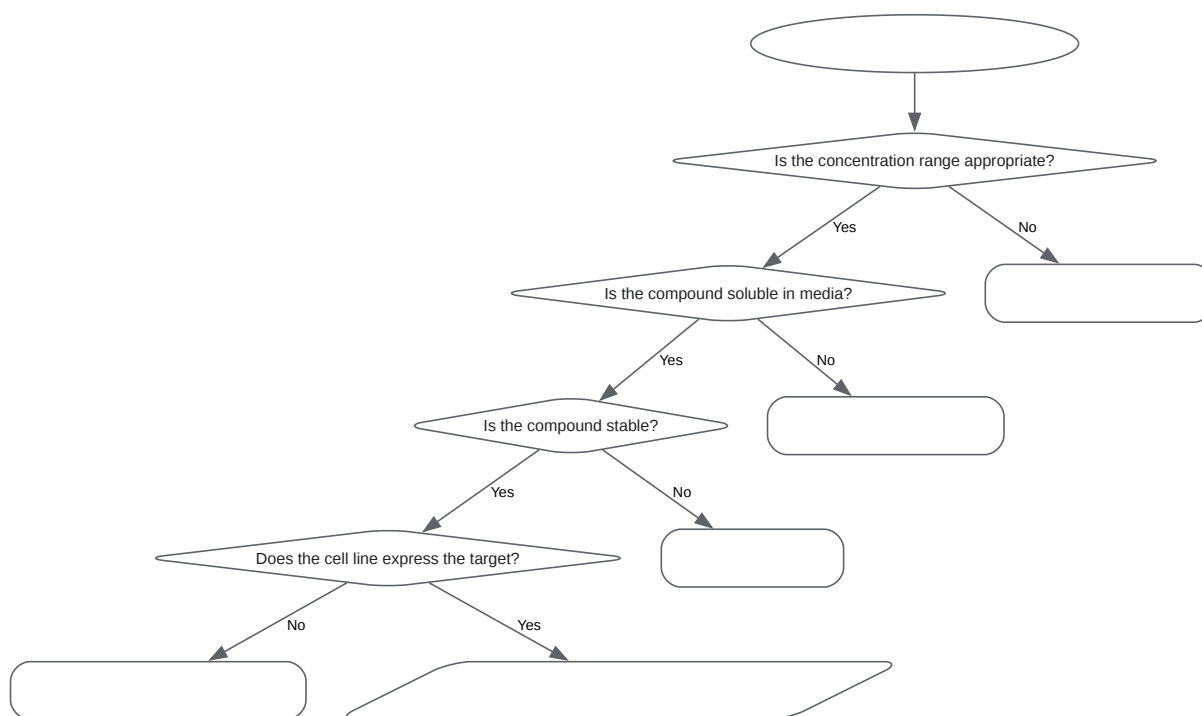 Is the concentration range appropriate?
Yes
No
Is the compound soluble in media?
Yes
No
Is the compound stable?
Yes
No
Does the cell line express the target?
No
Yes